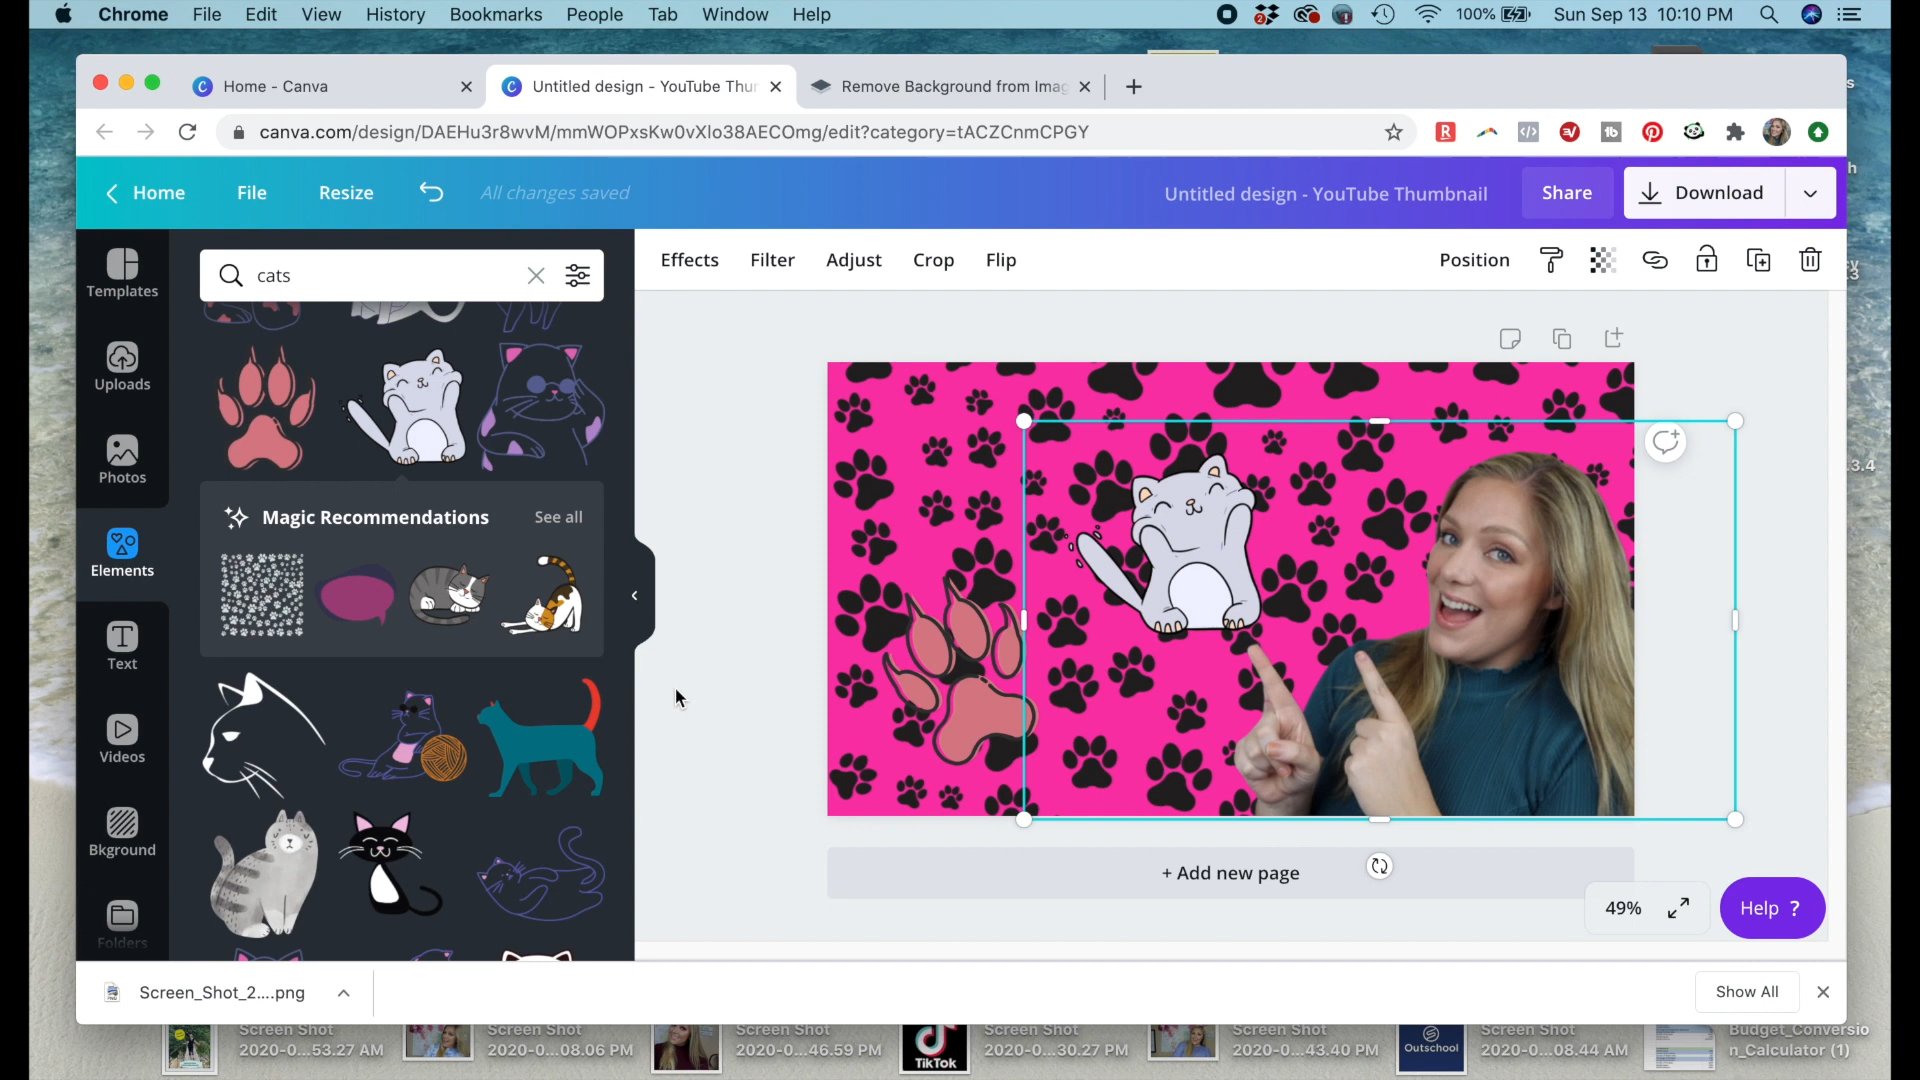 Chrome File Edit View History Bookmarks People Tab Window Help
2
100%
Sun Sep 13 10:10 PM
Home - Canva
Untitled design - YouTube Thu
Remove Background from Imag
canva.com/design/DAEHu3r8wvM/mmWOPxsKw0vXlo38AECOmg/edit?category=tACZCnmCPGY
Home File Resize All changes saved Untitled design - YouTube Thumbnail Share Download
cats
Effects Filter Adjust Crop Flip Position
Templates
Uploads
Photos
Elements
Text
Videos
Bkground
Folders
Magic Recommendations See all
+ Add new page
49%
Help ?
.3.4
Screen_Shot_2....png
Show All
Screen Shot
2020-0...53.27 AM
Screen Shot
2020-0...08.06 PM
Screen Shot
2020-0...46.59 PM
TikTok
Screen Shot
2020-0...30.27 PM
Screen Shot
2020-0...43.40 PM
Outschool
Screen Shot
2020-0...08.44 AM
Budget_Conversio
n_Calculator (1)